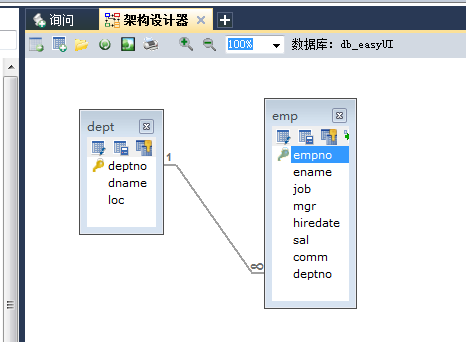 询问
架构设计器
100%
数据库: db_easyUI
dept
deptno
dname
loc
1
∞
emp
empno
ename
job
mgr
hiredate
sal
comm
deptno